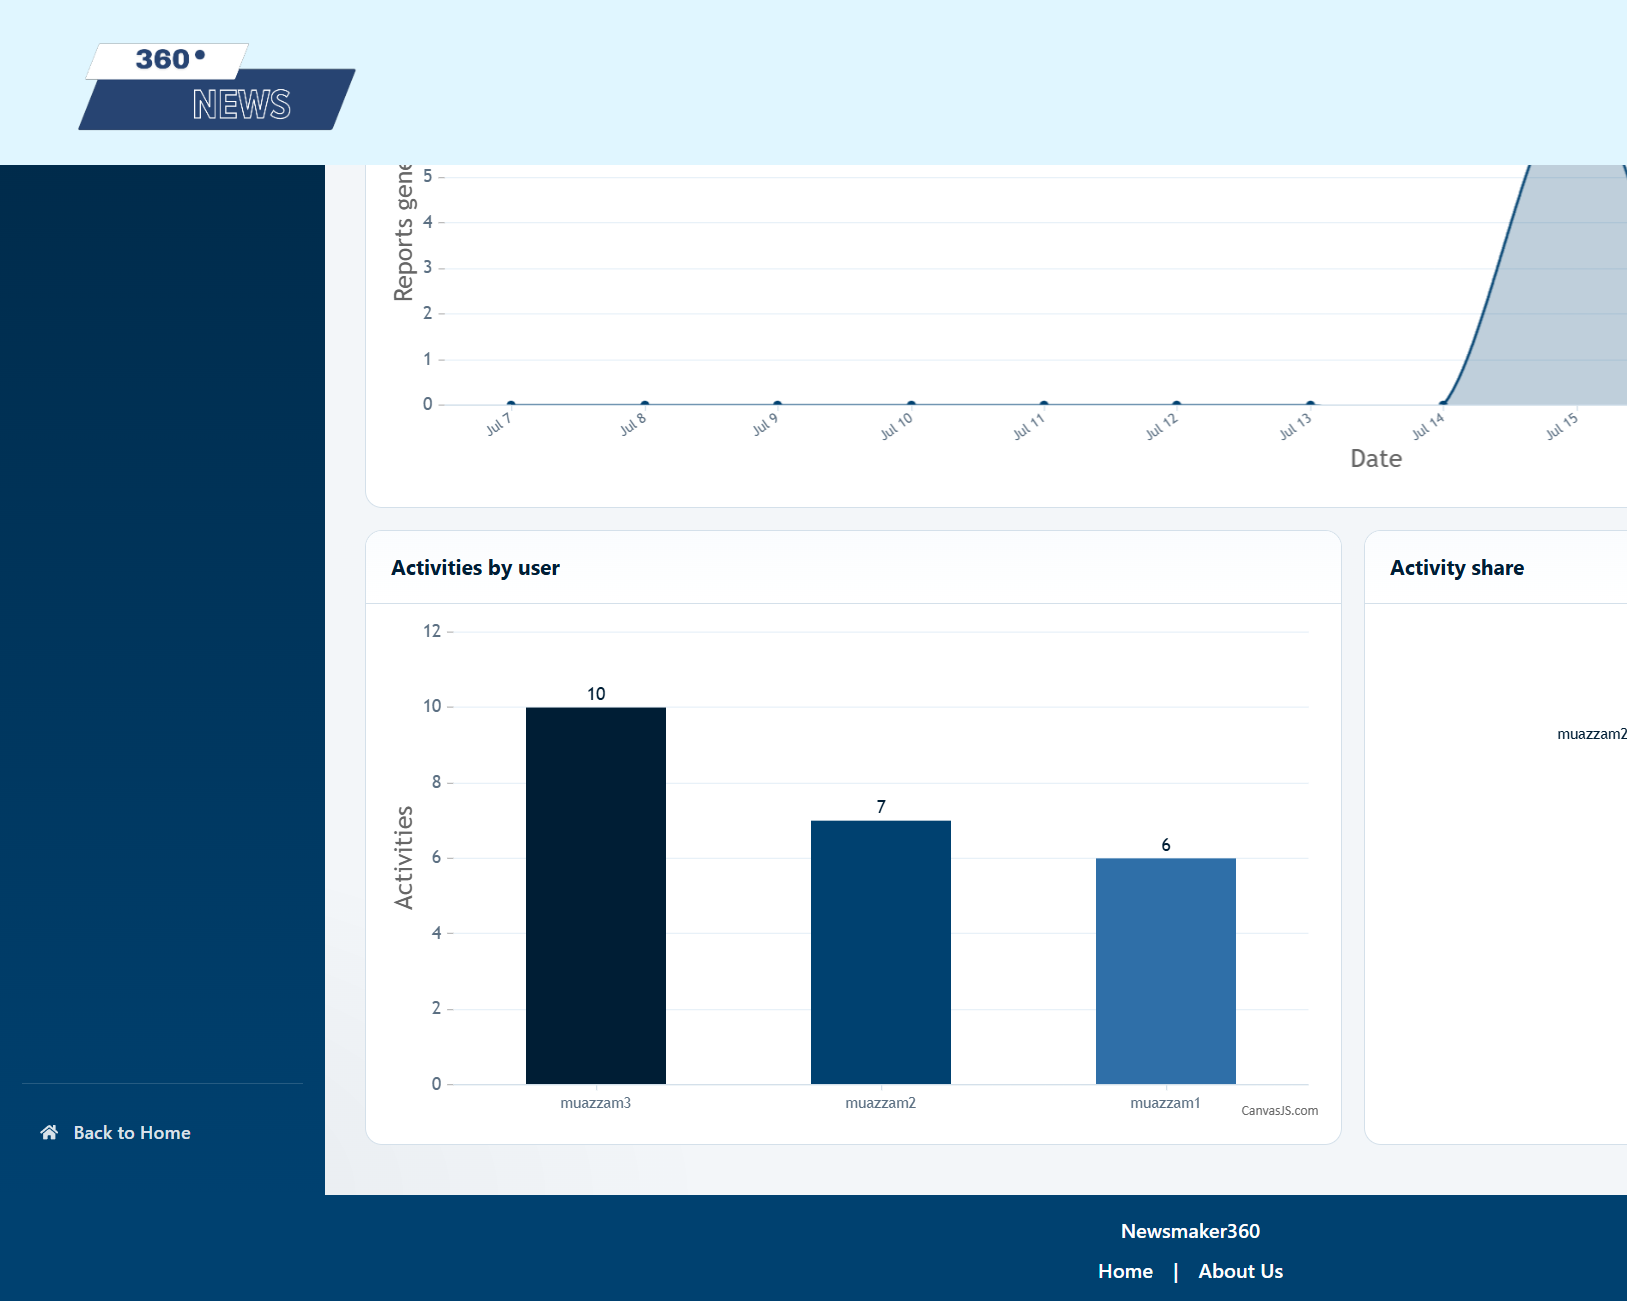 360°
NEWS
Reports gene
5
4
3
2
1
0
Jul 7
Jul 8
Jul 9
Jul 10
Jul 11
Jul 12
Jul 13
Jul 14
Jul 15
Date
Activities by user
Activities
12
10
8
6
4
2
0
10
7
6
muazzam3
muazzam2
muazzam1
CanvasJS.com
Activity share
muazzam2
Back to Home
Newsmaker360
Home | About Us